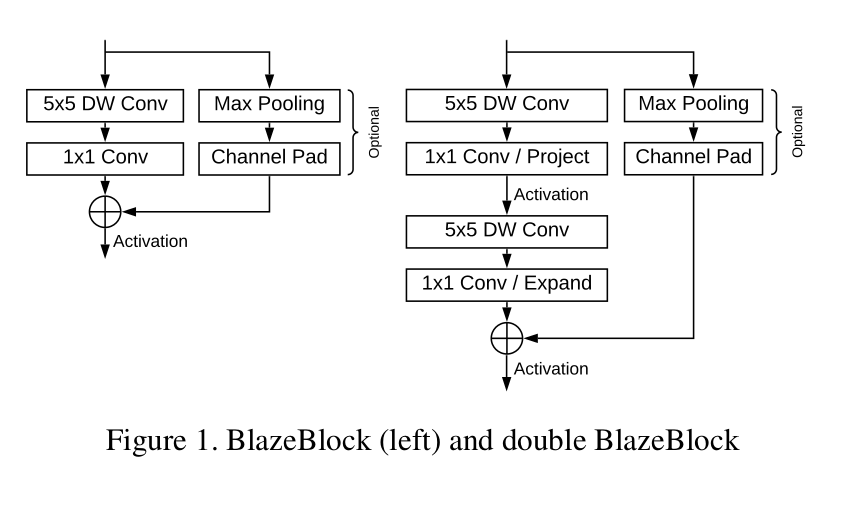 5x5 DW Conv
Max Pooling
1x1 Conv
Channel Pad
Optional
Activation
5x5 DW Conv
Max Pooling
1x1 Conv / Project
Channel Pad
Optional
Activation
5x5 DW Conv
1x1 Conv / Expand
Activation
Figure 1. BlazeBlock (left) and double BlazeBlock